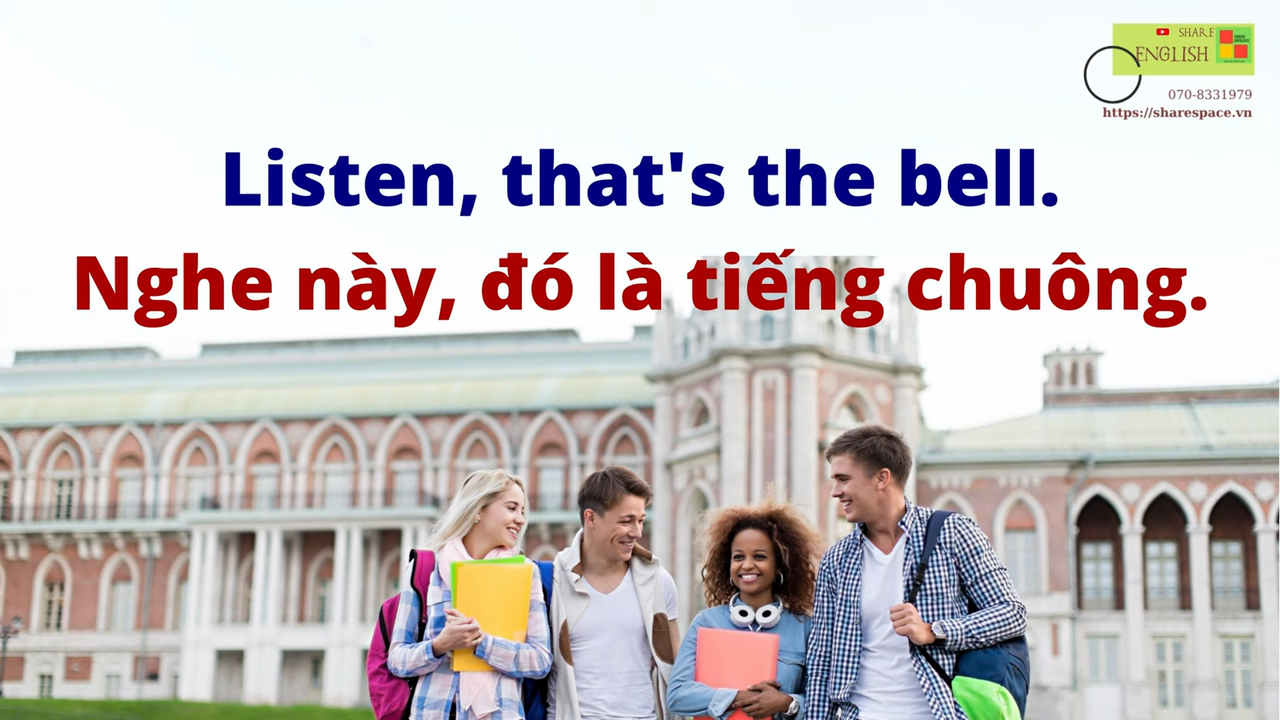 SHARE
ENGLISH
070-8331979
https://sharespace.vn
Listen, that's the bell.
Nghe này, đó là tiếng chuông.